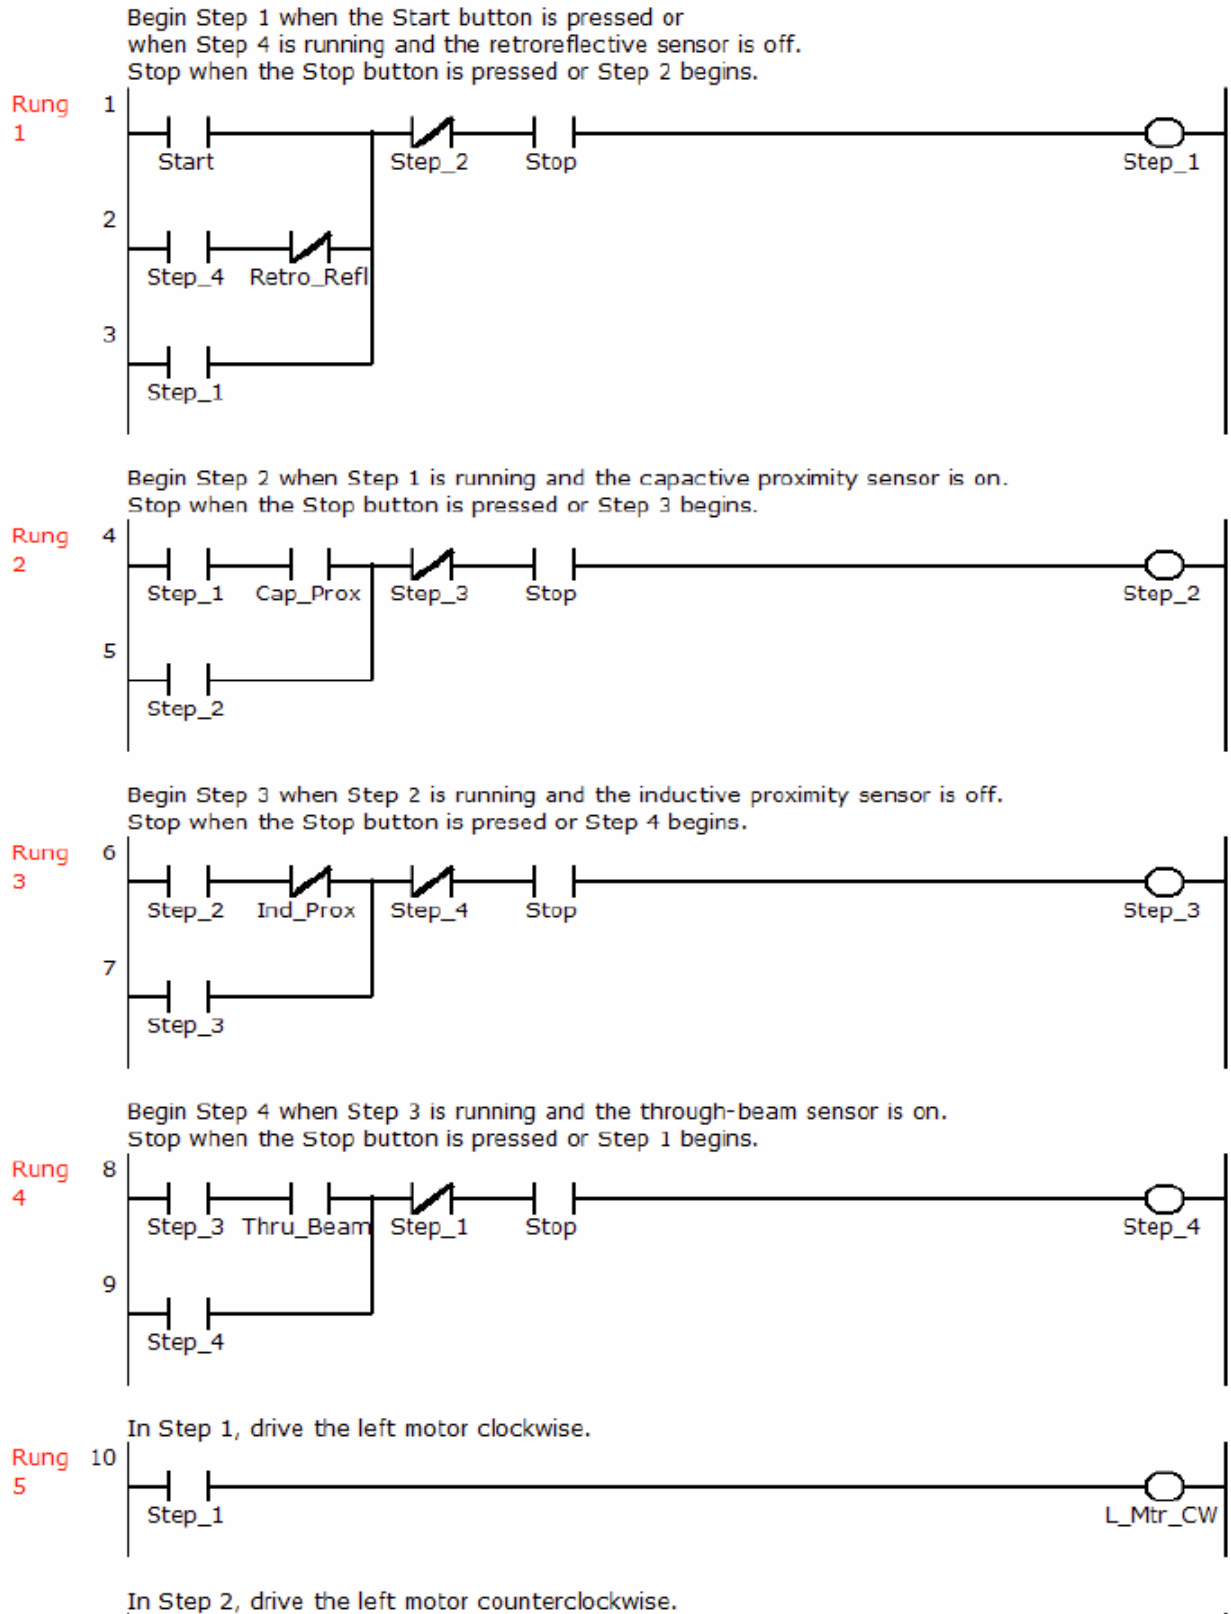 Begin Step 1 when the Start button is pressed or
when Step 4 is running and the retroreflective sensor is off.
Stop when the Stop button is pressed or Step 2 begins.
Rung 1
1
Start Step_2 Stop Step_1
2
Step_4 Retro_Refl
3
Step_1
Begin Step 2 when Step 1 is running and the capactive proximity sensor is on.
Stop when the Stop button is pressed or Step 3 begins.
Rung 4
2
Step_1 Cap_Prox Step_3 Stop Step_2
5
Step_2
Begin Step 3 when Step 2 is running and the inductive proximity sensor is off.
Stop when the Stop button is presed or Step 4 begins.
Rung 6
3
Step_2 Ind_Prox Step_4 Stop Step_3
7
Step_3
Begin Step 4 when Step 3 is running and the through-beam sensor is on.
Stop when the Stop button is pressed or Step 1 begins.
Rung 8
4
Step_3 Thru_Beam Step_1 Stop Step_4
9
Step_4
In Step 1, drive the left motor clockwise.
Rung 10
5
Step_1 L_Mtr_CW
In Step 2, drive the left motor counterclockwise.